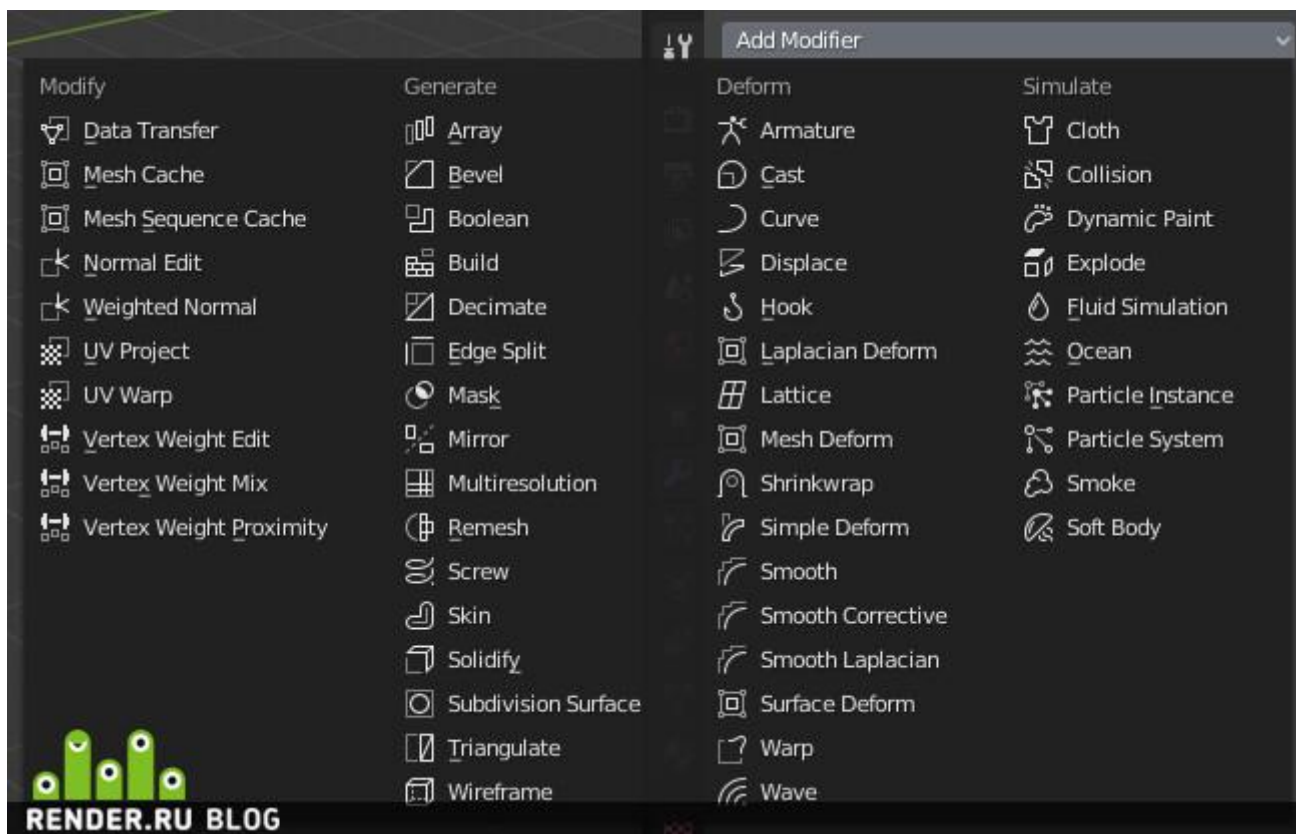 Add Modifier
Modify
Data Transfer
Mesh Cache
Mesh Sequence Cache
Normal Edit
Weighted Normal
UV Project
UV Warp
Vertex Weight Edit
Vertex Weight Mix
Vertex Weight Proximity
Generate
Array
Bevel
Boolean
Build
Decimate
Edge Split
Mask
Mirror
Multiresolution
Remesh
Screw
Skin
Solidify
Subdivision Surface
Triangulate
Wireframe
Deform
Armature
Cast
Curve
Displace
Hook
Laplacian Deform
Lattice
Mesh Deform
Shrinkwrap
Simple Deform
Smooth
Smooth Corrective
Smooth Laplacian
Surface Deform
Warp
Wave
Simulate
Cloth
Collision
Dynamic Paint
Explode
Fluid Simulation
Ocean
Particle Instance
Particle System
Smoke
Soft Body
RENDER.RU BLOG